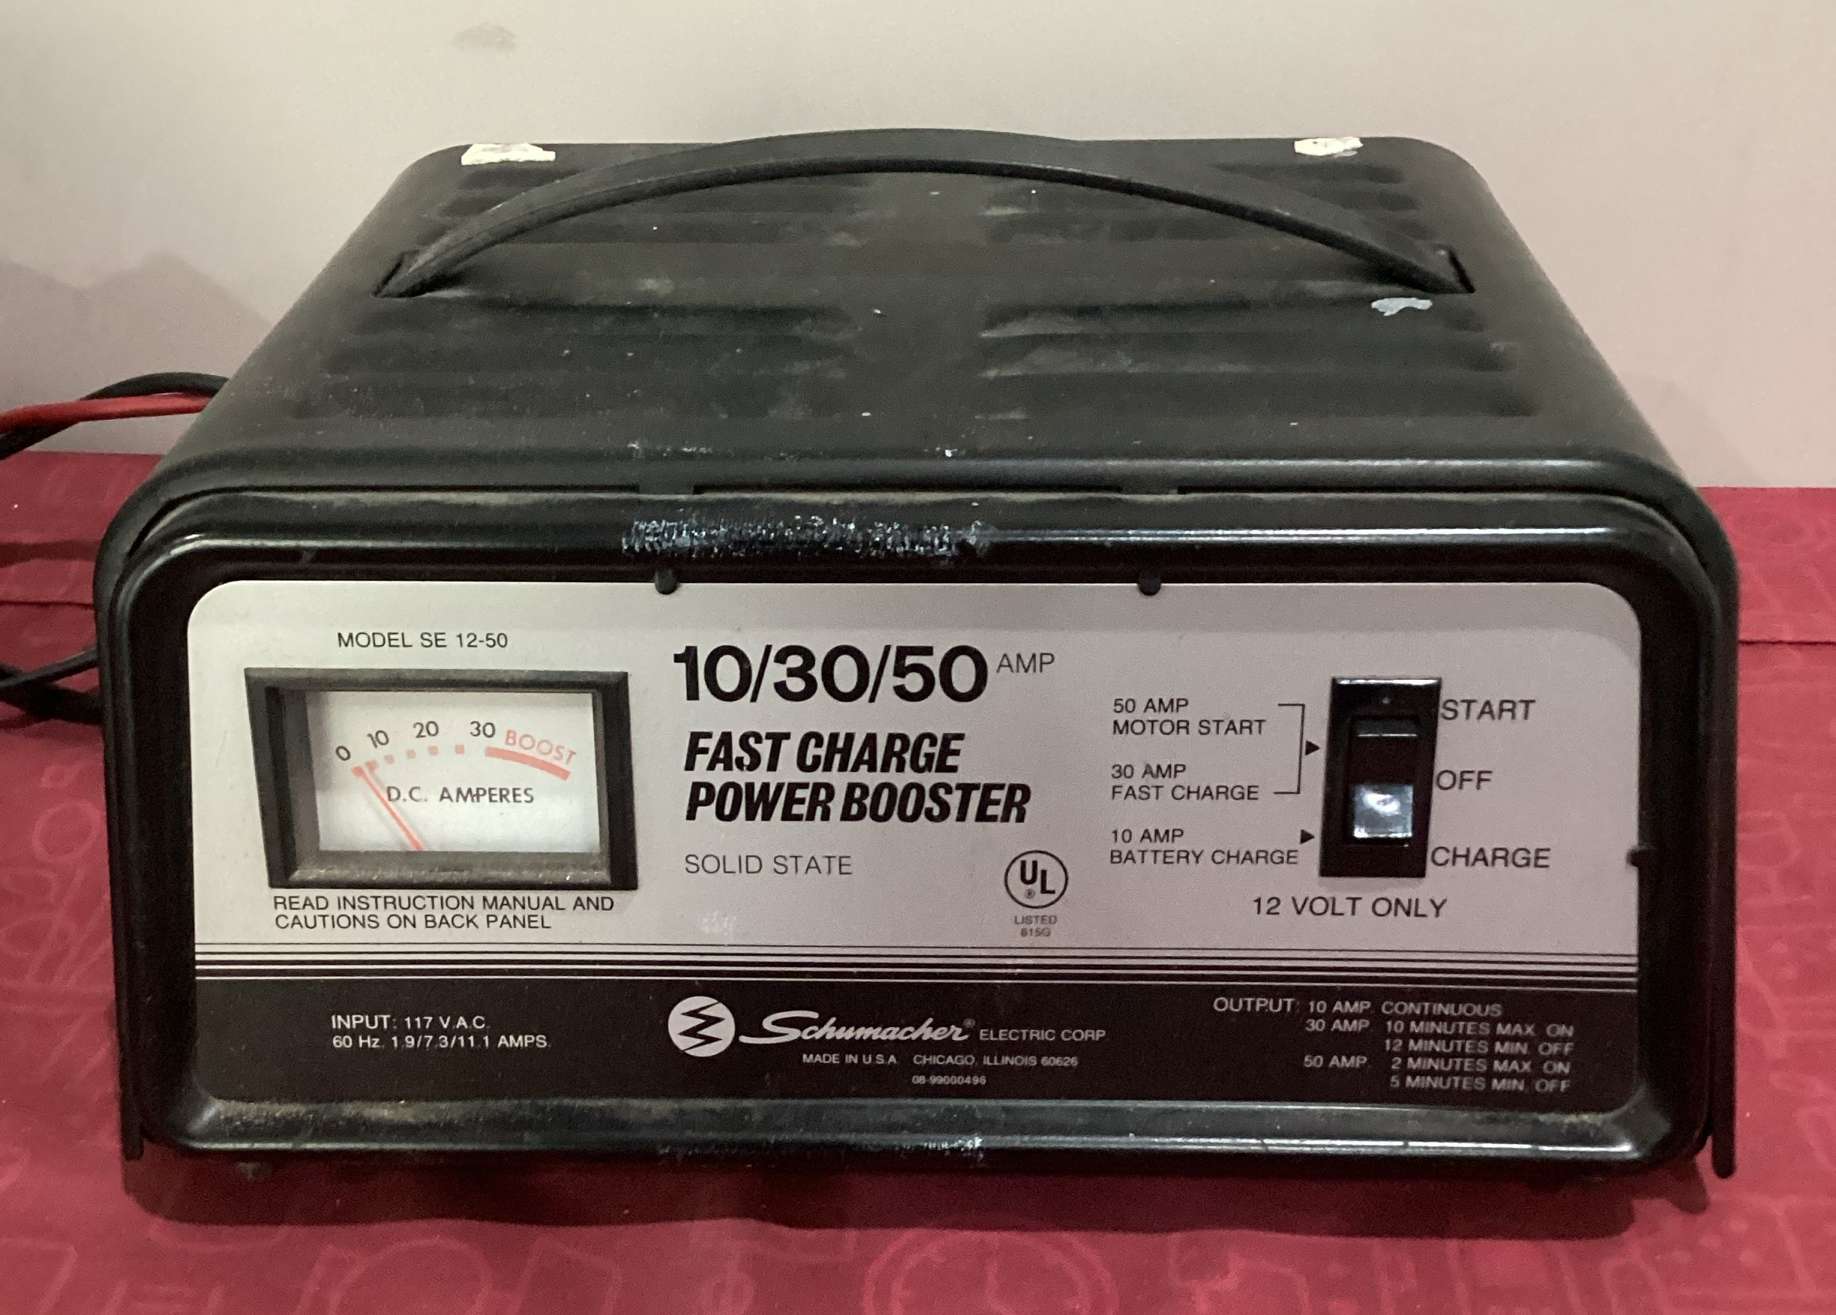 MODEL SE 12-50
0 10 20 30 BOOST
D.C. AMPERES
READ INSTRUCTION MANUAL AND
CAUTIONS ON BACK PANEL
10/30/50 AMP
FAST CHARGE
POWER BOOSTER
SOLID STATE
UL
®
LISTED
815G
50 AMP
MOTOR START
30 AMP
FAST CHARGE
10 AMP
BATTERY CHARGE
START
OFF
CHARGE
12 VOLT ONLY
INPUT: 117 V.A.C.
60 Hz. 1.9/7.3/11.1 AMPS.
Schumacher® ELECTRIC CORP
MADE IN U.S.A. CHICAGO, ILLINOIS 60626
08-99000496
OUTPUT: 10 AMP. CONTINUOUS
30 AMP. 10 MINUTES MAX. ON
12 MINUTES MIN. OFF
50 AMP. 2 MINUTES MAX. ON
5 MINUTES MIN. OFF